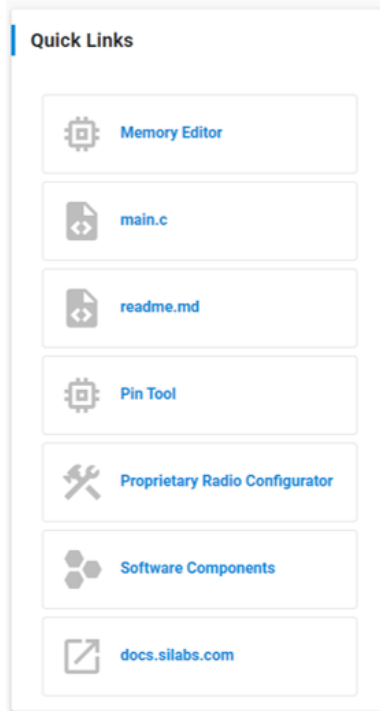 Quick Links
Memory Editor
main.c
readme.md
Pin Tool
Proprietary Radio Configurator
Software Components
docs.silabs.com